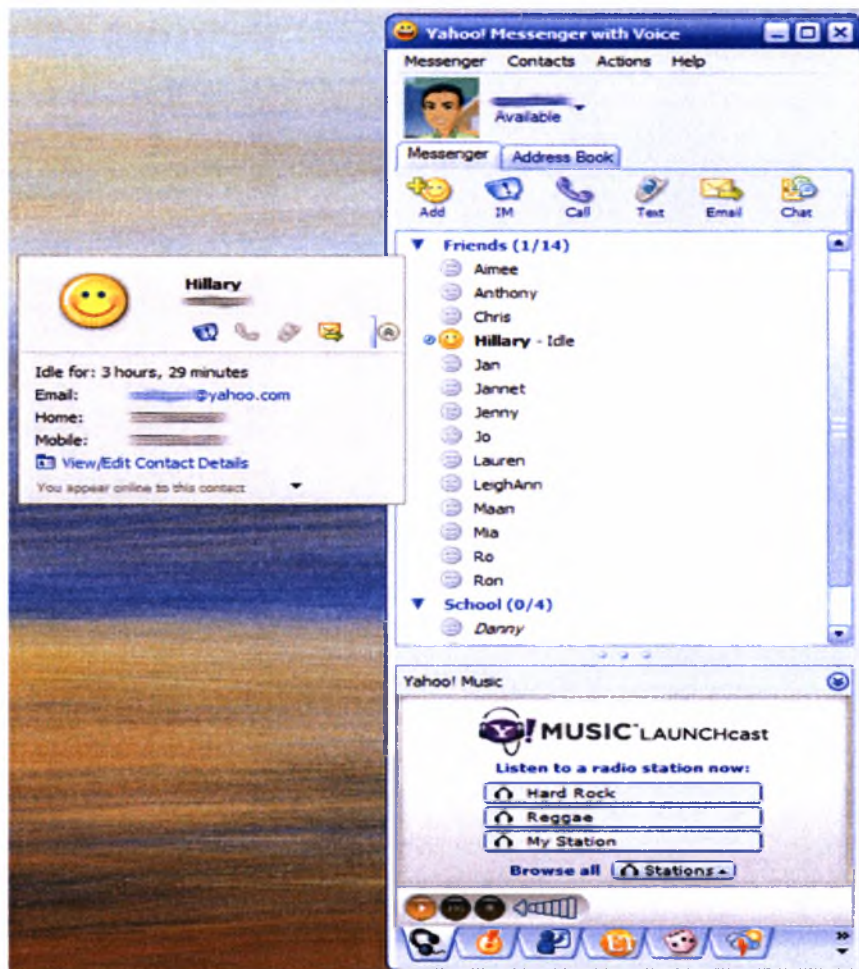 Yahoo! Messenger with Voice
Messenger Contacts Actions Help
Available
Messenger Address Book
Add IM Call Text Email Chat
Friends (1/14)
Aimee
Anthony
Chris
Hillary - Idle
Jan
Jannet
Jenny
Jo
Lauren
LeighAnn
Maan
Mia
Ro
Ron
School (0/4)
Danny
Hillary
Idle for: 3 hours, 29 minutes
Email: @yahoo.com
Home:
Mobile:
View/Edit Contact Details
You appear online to this contact
Yahoo! Music
Y! MUSIC™ LAUNCHcast
Listen to a radio station now:
Hard Rock
Reggae
My Station
Browse all Stations